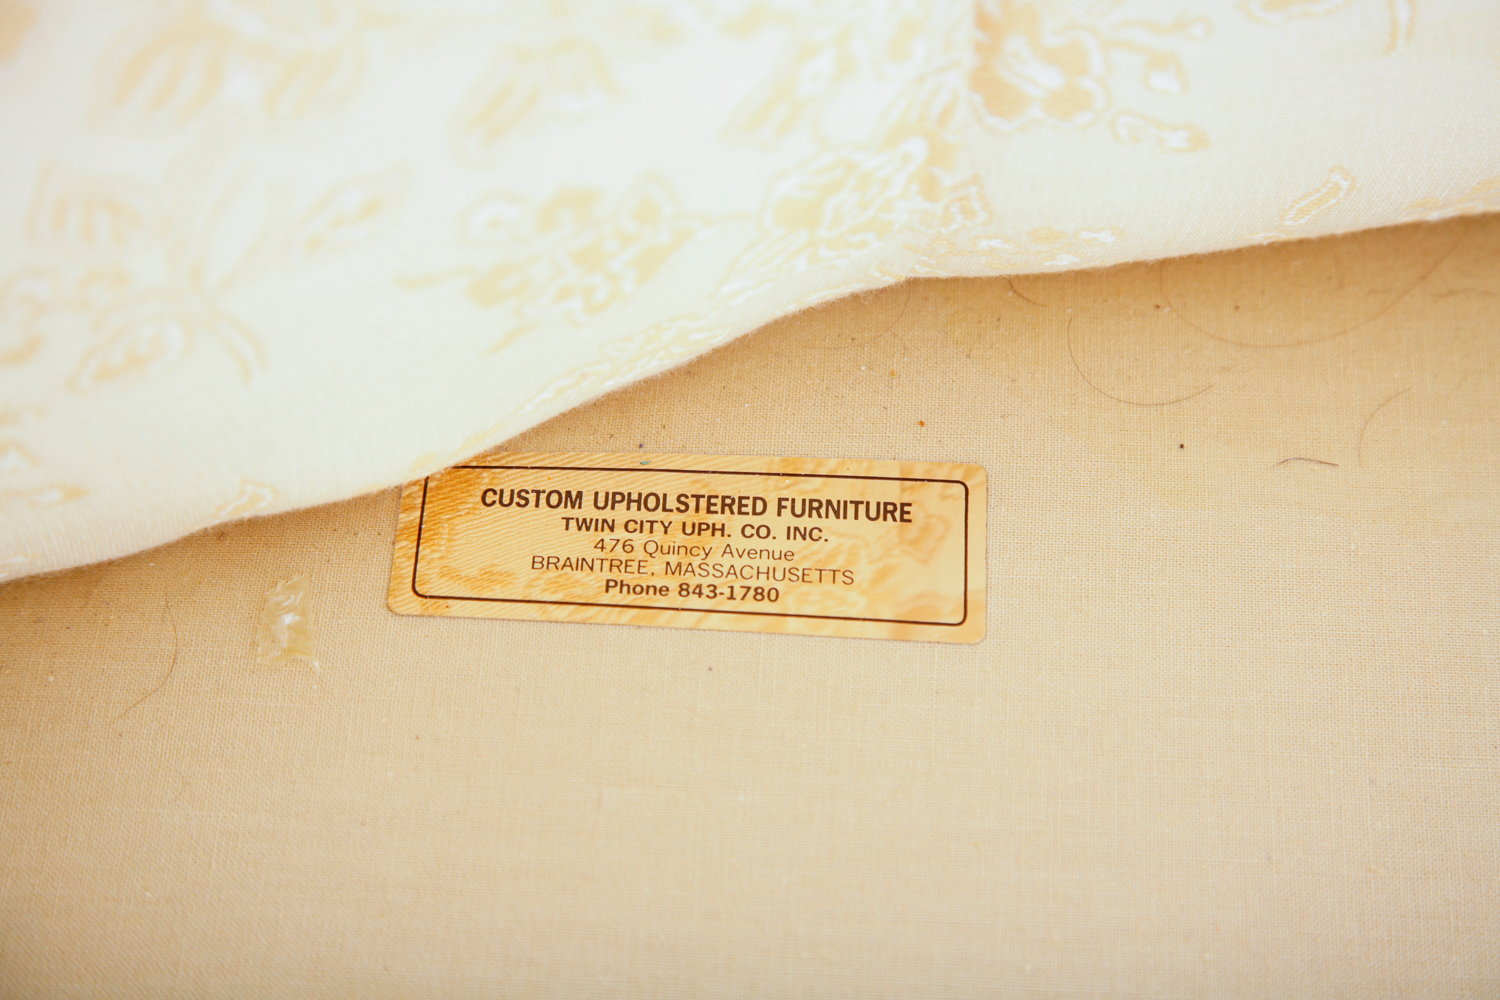 CUSTOM UPHOLSTERED FURNITURE
TWIN CITY UPH. CO. INC.
476 Quincy Avenue
BRAINTREE, MASSACHUSETTS
Phone 843-1780